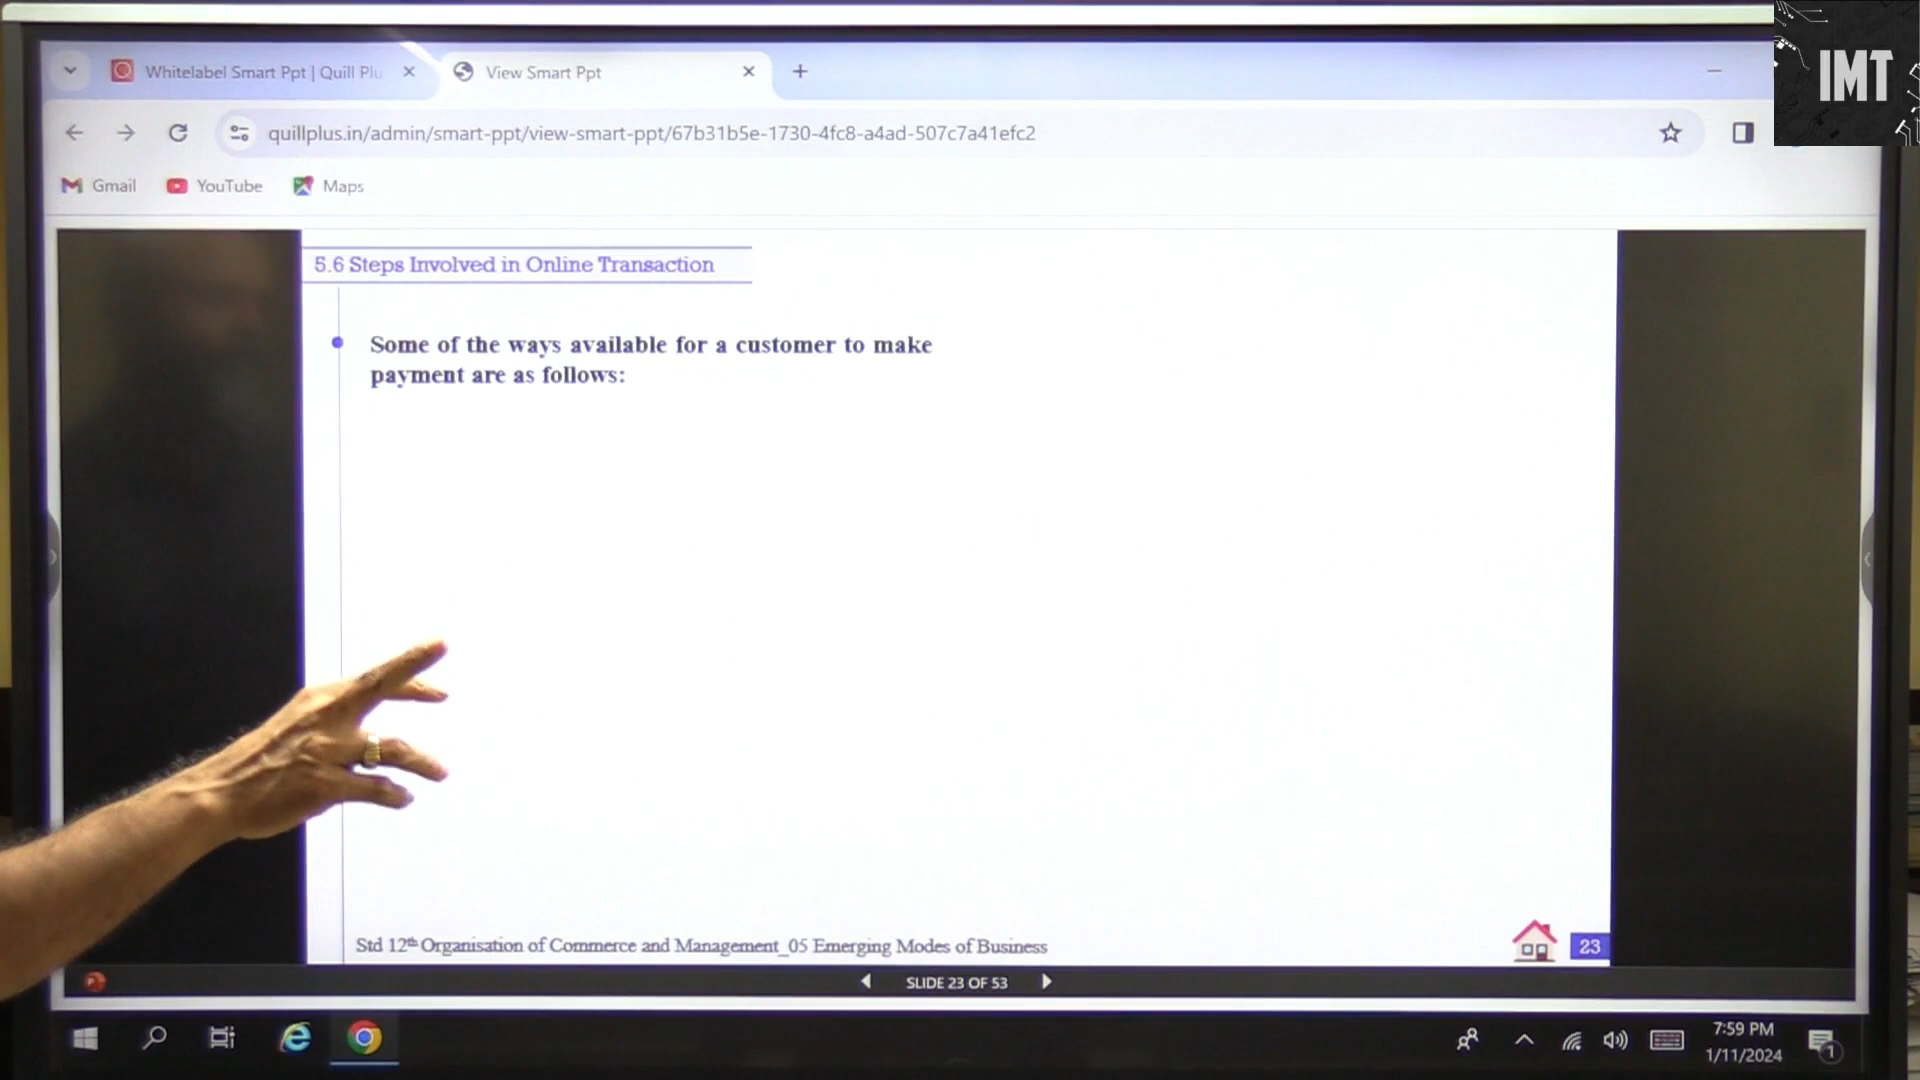 IMT
Whitelabel Smart Ppt | Quill Plu
View Smart Ppt
quillplus.in/admin/smart-ppt/view-smart-ppt/67b31b5e-1730-4fc8-a4ad-507c7a41efc2
Gmail YouTube Maps
5.6 Steps Involved in Online Transaction
Some of the ways available for a customer to make
payment are as follows:
Std 12th Organisation of Commerce and Management_05 Emerging Modes of Business
23
SLIDE 23 OF 53
7:59 PM
1/11/2024
1